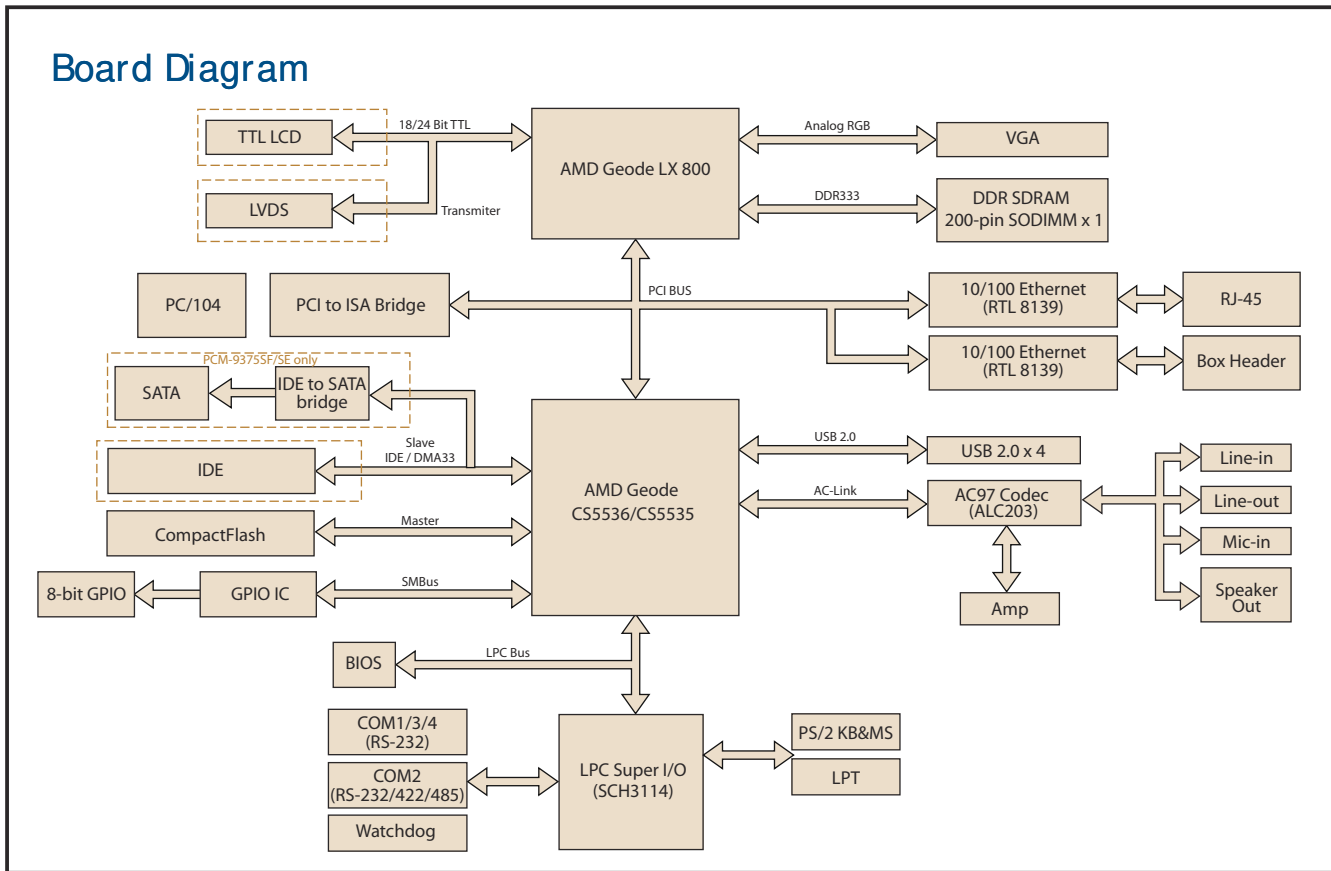 Board Diagram
TTL LCD
18/24 Bit TTL
AMD Geode LX 800
Analog RGB
VGA
LVDS
Transmiter
DDR333
DDR SDRAM
200-pin SODIMM x 1
PC/104
PCI to ISA Bridge
PCI BUS
10/100 Ethernet
(RTL 8139)
RJ-45
10/100 Ethernet
(RTL 8139)
Box Header
PCM-9375SF/SE only
SATA
IDE to SATA
bridge
Slave
IDE / DMA33
IDE
AMD Geode
CS5536/CS5535
USB 2.0
USB 2.0 x 4
AC-Link
AC97 Codec
(ALC203)
Line-in
Line-out
Mic-in
Speaker
Out
Amp
CompactFlash
Master
8-bit GPIO
GPIO IC
SMBus
BIOS
LPC Bus
COM1/3/4
(RS-232)
COM2
(RS-232/422/485)
Watchdog
LPC Super I/O
(SCH3114)
PS/2 KB&MS
LPT